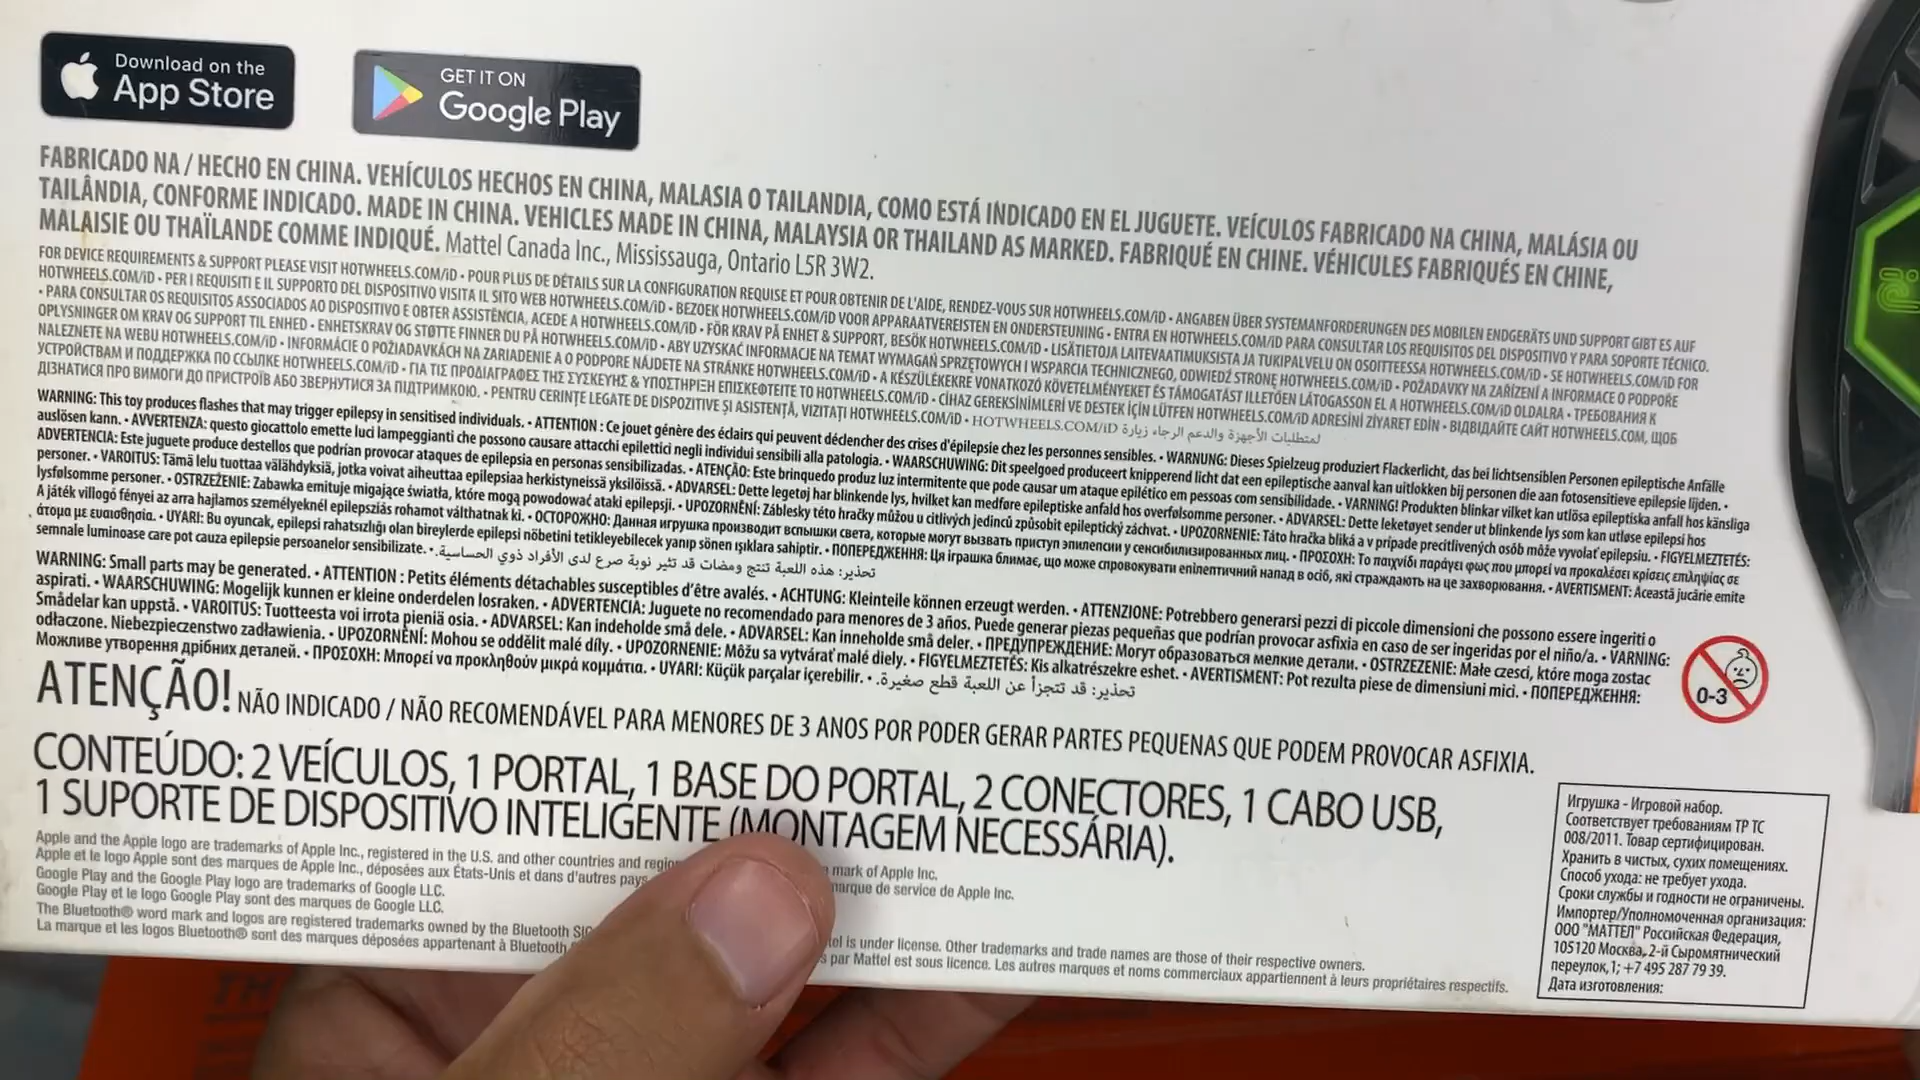 Download on the
App Store
GET IT ON
Google Play
FABRICADO NA / HECHO EN CHINA. VEHÍCULOS HECHOS EN CHINA, MALASIA O TAILANDIA, COMO ESTÁ INDICADO EN EL JUGUETE. VEÍCULOS FABRICADO NA CHINA, MALÁSIA OU
TAILÂNDIA, CONFORME INDICADO. MADE IN CHINA. VEHICLES MADE IN CHINA, MALAYSIA OR THAILAND AS MARKED. FABRIQUÉ EN CHINE. VÉHICULES FABRIQUÉS EN CHINE,
MALAISIE OU THAÏLANDE COMME INDIQUÉ. Mattel Canada Inc., Mississauga, Ontario L5R 3W2.
FOR DEVICE REQUIREMENTS & SUPPORT PLEASE VISIT HOTWHEELS.COM/iD • POUR PLUS DE DÉTAILS SUR LA CONFIGURATION REQUISE ET POUR OBTENIR DE L'AIDE, RENDEZ-VOUS SUR HOTWHEELS.COM/iD • ANGABEN ÜBER SYSTEMANFORDERUNGEN DES MOBILEN ENDGERÄTS UND SUPPORT GIBT ES AUF
HOTWHEELS.COM/iD • PER I REQUISITI E IL SUPPORTO DEL DISPOSITIVO VISITA IL SITO WEB HOTWHEELS.COM/iD • BEZOEK HOTWHEELS.COM/iD VOOR APPARAATVEREISTEN EN ONDERSTEUNING • ENTRA EN HOTWHEELS.COM/iD PARA CONSULTAR LOS REQUISITOS DEL DISPOSITIVO Y PARA SOPORTE TÉCNICO.
• PARA CONSULTAR OS REQUISITOS ASSOCIADOS AO DISPOSITIVO E OBTER ASSISTÊNCIA, ACEDE A HOTWHEELS.COM/iD • FÖR KRAV PÅ ENHET & SUPPORT, BESÖK HOTWHEELS.COM/iD • LISÄTIETOJA LAITEVAATIMUKSISTA JA TUKIPALVELU ON OSOITTEESSA HOTWHEELS.COM/iD • SE HOTWHEELS.COM/iD FOR
OPLYSNINGER OM KRAV OG SUPPORT TIL ENHED • ENHETSKRAV OG STØTTE FINNER DU PÅ HOTWHEELS.COM/iD • ABY UZYSKAĆ INFORMACJE NA TEMAT WYMAGAŃ SPRZĘTOWYCH I WSPARCIA TECHNICZNEGO, ODWIEDŹ STRONĘ HOTWHEELS.COM/iD • POŽADAVKY NA ZAŘÍZENÍ A INFORMACE O PODPOŘE
NALEZNETE NA WEBU HOTWHEELS.COM/iD • INFORMÁCIE O POŽIADAVKÁCH NA ZARIADENIE A O PODPORE NÁJDETE NA STRÁNKE HOTWHEELS.COM/iD • A KÉSZÜLÉKEKRE VONATKOZÓ KÖVETELMÉNYEKET ÉS TÁMOGATÁST ILLETŐEN LÁTOGASSON EL A HOTWHEELS.COM/iD OLDALRA • ТРЕБОВАНИЯ К
УСТРОЙСТВАМ И ПОДДЕРЖКА ПО ССЫЛКЕ HOTWHEELS.COM/iD • ΓΙΑ ΤΙΣ ΠΡΟΔΙΑΓΡΑΦΕΣ ΤΗΣ ΣΥΣΚΕΥΗΣ & ΥΠΟΣΤΗΡΙΞΗ ΕΠΙΣΚΕΦΤΕΙΤΕ ΤΟ HOTWHEELS.COM/iD • CİHAZ GEREKSİNİMLERİ VE DESTEK İÇİN LÜTFEN HOTWHEELS.COM/iD ADRESİNİ ZİYARET EDİN • ВІДВІДАЙТЕ САЙТ HOTWHEELS.COM, ЩОБ
ДІЗНАТИСЯ ПРО ВИМОГИ ДО ПРИСТРОЇВ АБО ЗВЕРНУТИСЯ ЗА ПІДТРИМКОЮ. • PENTRU CERINȚE LEGATE DE DISPOZITIVE ȘI ASISTENȚĂ, VIZITAȚI HOTWHEELS.COM/iD • HOTWHEELS.COM/iD لمتطلبات الأجهزة والدعم الرجاء زيارة
WARNING: This toy produces flashes that may trigger epilepsy in sensitised individuals. • ATTENTION : Ce jouet génère des éclairs qui peuvent déclencher des crises d'épilepsie chez les personnes sensibles. • WARNUNG: Dieses Spielzeug produziert Flackerlicht, das bei lichtsensiblen Personen epileptische Anfälle
auslösen kann. • AVVERTENZA: questo giocattolo emette luci lampeggianti che possono causare attacchi epilettici negli individui sensibili alla patologia. • WAARSCHUWING: Dit speelgoed produceert knipperend licht dat een epileptische aanval kan uitlokken bij personen die aan fotosensitieve epilepsie lijden. •
ADVERTENCIA: Este juguete produce destellos que podrían provocar ataques de epilepsia en personas sensibilizadas. • ATENÇÃO: Este brinquedo produz luz intermitente que pode causar um ataque epilético em pessoas com sensibilidade. • VARNING! Produkten blinkar vilket kan utlösa epileptiska anfall hos känsliga
personer. • VAROITUS: Tämä lelu tuottaa välähdyksiä, jotka voivat aiheuttaa epilepsiaa herkistyneissä yksilöissä. • ADVARSEL: Dette legetøj har blinkende lys, hvilket kan medføre epileptiske anfald hos overfølsomme personer. • ADVARSEL: Dette leketøyet sender ut blinkende lys som kan utløse epilepsi hos
lysfølsomme personer. • OSTRZEŻENIE: Zabawka emituje migające światła, które mogą powodować ataki epilepsji. • UPOZORNĚNÍ: Záblesky této hračky můžou u citlivých jedinců způsobit epileptický záchvat. • UPOZORNENIE: Táto hračka bliká a v prípade precitlivených osôb môže vyvolať epilepsiu. • FIGYELMEZTETÉS:
A játék villogó fényei az arra hajlamos személyeknél epilepsziás rohamot válthatnak ki. • ОСТОРОЖНО: Данная игрушка производит вспышки света, которые могут вызвать приступ эпилепсии у сенсибилизированных лиц. • ΠΡΟΣΟΧΗ: Το παιχνίδι παράγει φως που μπορεί να προκαλέσει κρίσεις επιληψίας σε
άτομα με ευαισθησία. • UYARI: Bu oyuncak, epilepsi rahatsızlığı olan bireylerde epilepsi nöbetini tetikleyebilecek yanıp sönen ışıklara sahiptir. • ПОПЕРЕДЖЕННЯ: Ця іграшка блимає, що може спровокувати епілептичний напад в осіб, які страждають на це захворювання. • AVERTISMENT: Această jucărie emite
semnale luminoase care pot cauza epilepsie persoanelor sensibilizate. • تحذير: هذه اللعبة تنتج ومضات قد تثير نوبة صرع لدى الأفراد ذوي الحساسية.
WARNING: Small parts may be generated. • ATTENTION : Petits éléments détachables susceptibles d'être avalés. • ACHTUNG: Kleinteile können erzeugt werden. • ATTENZIONE: Potrebbero generarsi pezzi di piccole dimensioni che possono essere ingeriti o
aspirati. • WAARSCHUWING: Mogelijk kunnen er kleine onderdelen losraken. • ADVERTENCIA: Juguete no recomendado para menores de 3 años. Puede generar piezas pequeñas que podrían provocar asfixia en caso de ser ingeridas por el niño/a. • VARNING:
Smådelar kan uppstå. • VAROITUS: Tuotteesta voi irrota pieniä osia. • ADVARSEL: Kan indeholde små dele. • ADVARSEL: Kan inneholde små deler. • ПРЕДУПРЕЖДЕНИЕ: Могут образоваться мелкие детали. • OSTRZEZENIE: Małe czesci, które moga zostac
odłaczone. Niebezpieczenstwo zadławienia. • UPOZORNĚNÍ: Mohou se oddělit malé díly. • UPOZORNENIE: Môžu sa vytvárať malé diely. • FIGYELMEZTETÉS: Kis alkatrészekre eshet. • AVERTISMENT: Pot rezulta piese de dimensiuni mici. • ПОПЕРЕДЖЕННЯ:
Можливе утворення дрібних деталей. • ΠΡΟΣΟΧΗ: Μπορεί να προκληθούν μικρά κομμάτια. • UYARI: Küçük parçalar içerebilir. • تحذير: قد تتجزأ عن اللعبة قطع صغيرة.
0-3
ATENÇÃO! NÃO INDICADO / NÃO RECOMENDÁVEL PARA MENORES DE 3 ANOS POR PODER GERAR PARTES PEQUENAS QUE PODEM PROVOCAR ASFIXIA.
CONTEÚDO: 2 VEÍCULOS, 1 PORTAL, 1 BASE DO PORTAL, 2 CONECTORES, 1 CABO USB,
1 SUPORTE DE DISPOSITIVO INTELIGENTE (MONTAGEM NECESSÁRIA).
Apple and the Apple logo are trademarks of Apple Inc., registered in the U.S. and other countries and mark of Apple Inc.
Apple et le logo Apple sont des marques de Apple Inc., déposées aux États-Unis et dans d'autres pays marque de service de Apple Inc.
Google Play and the Google Play logo are trademarks of Google LLC.
Google Play et le logo Google Play sont des marques de Google LLC.
The Bluetooth® word mark and logos are registered trademarks owned by the Bluetooth is under license. Other trademarks and trade names are those of their respective owners.
La marque et les logos Bluetooth® sont des marques déposées appartenant à Bluetooth par Mattel est sous licence. Les autres marques et noms commerciaux appartiennent à leurs propriétaires respectifs.
Игрушка - Игровой набор.
Соответствует требованиям ТР ТС
008/2011. Товар сертифицирован.
Хранить в чистых, сухих помещениях.
Способ ухода: не требует ухода.
Сроки службы и годности не ограничены.
Импортер/Уполномоченная организация:
ООО "МАТТЕЛ" Российская Федерация,
105120 Москва, 2-й Сыромятнический
переулок,1; +7 495 287 79 39.
Дата изготовления: